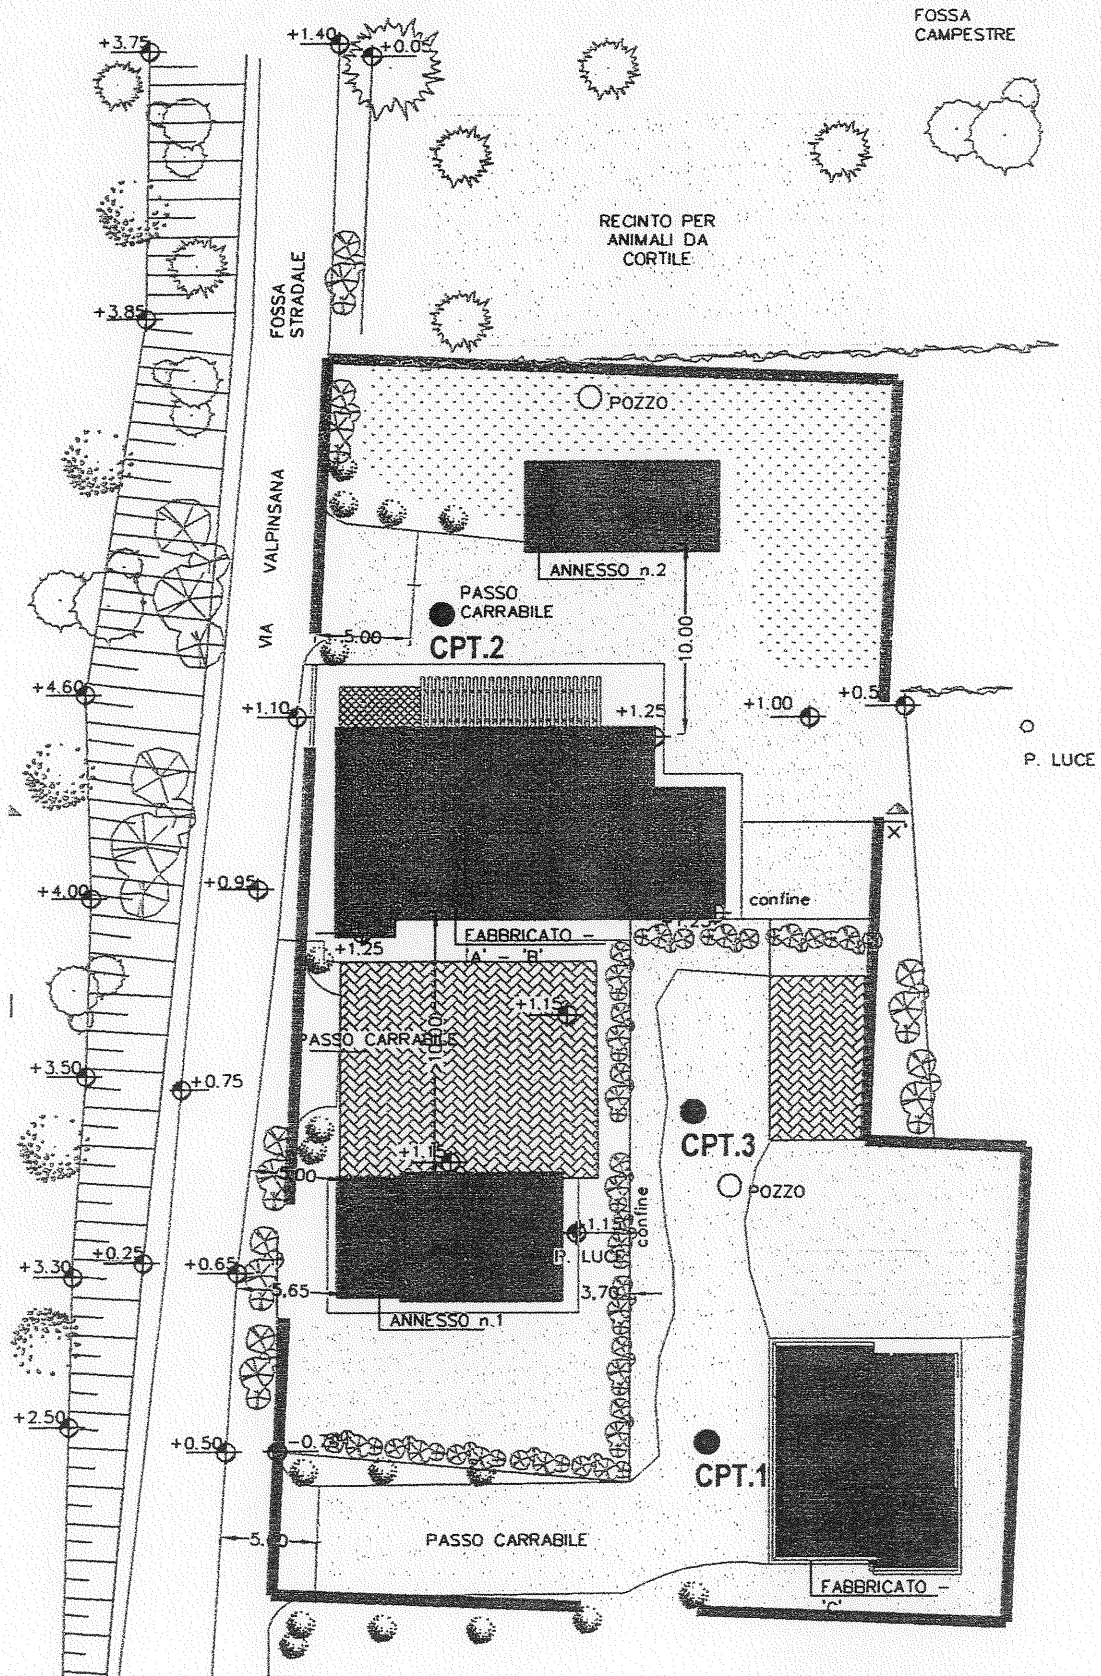 FOSSA
CAMPESTRE
+3.75
+1.40
+0.05
RECINTO PER
ANIMALI DA
CORTILE
FOSSA
STRADALE
+3.85
POZZO
VIA VALPINSANA
ANNESSO n.2
PASSO
CARRABILE
CPT.2
5.00
10.00
+4.60
+1.10
+1.25
+1.00
+0.5
P. LUCE
X'
+4.00
+0.95
confine
+1.25
FABBRICATO -
'A' - 'B'
+1.15
PASSO CARRABILE
+3.50
+0.75
CPT.3
+1.15
POZZO
confine
+1.15
P. LUCE
+3.30
+0.25
+0.65
5,65
3,70
ANNESSO n.1
+2.50
+0.50
CPT.1
PASSO CARRABILE
FABBRICATO -
'C'